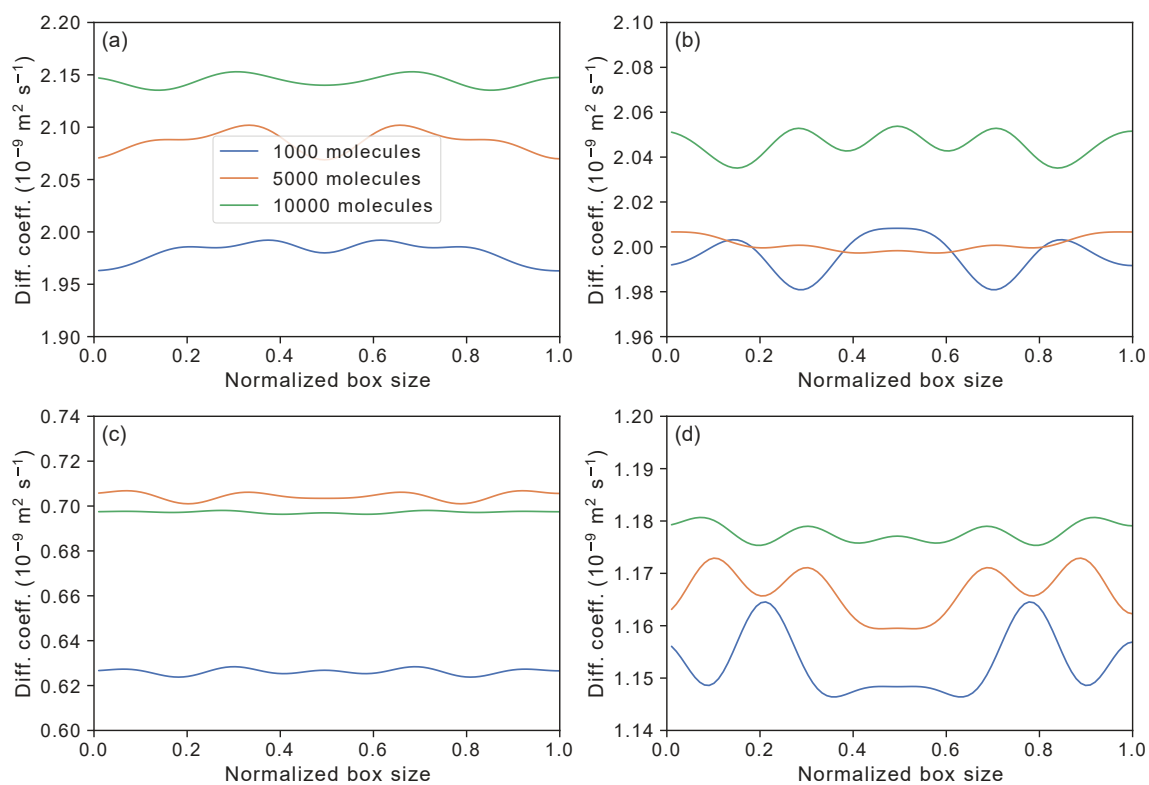 (a)
2.20
2.15
2.10
2.05
2.00
1.95
1.90
Diff. coeff. (10⁻⁹ m² s⁻¹)
1000 molecules
5000 molecules
10000 molecules
0.0 0.2 0.4 0.6 0.8 1.0
Normalized box size
(b)
2.10
2.08
2.06
2.04
2.02
2.00
1.98
1.96
Diff. coeff. (10⁻⁹ m² s⁻¹)
0.0 0.2 0.4 0.6 0.8 1.0
Normalized box size
(c)
0.74
0.72
0.70
0.68
0.66
0.64
0.62
0.60
Diff. coeff. (10⁻⁹ m² s⁻¹)
0.0 0.2 0.4 0.6 0.8 1.0
Normalized box size
(d)
1.20
1.19
1.18
1.17
1.16
1.15
1.14
Diff. coeff. (10⁻⁹ m² s⁻¹)
0.0 0.2 0.4 0.6 0.8 1.0
Normalized box size